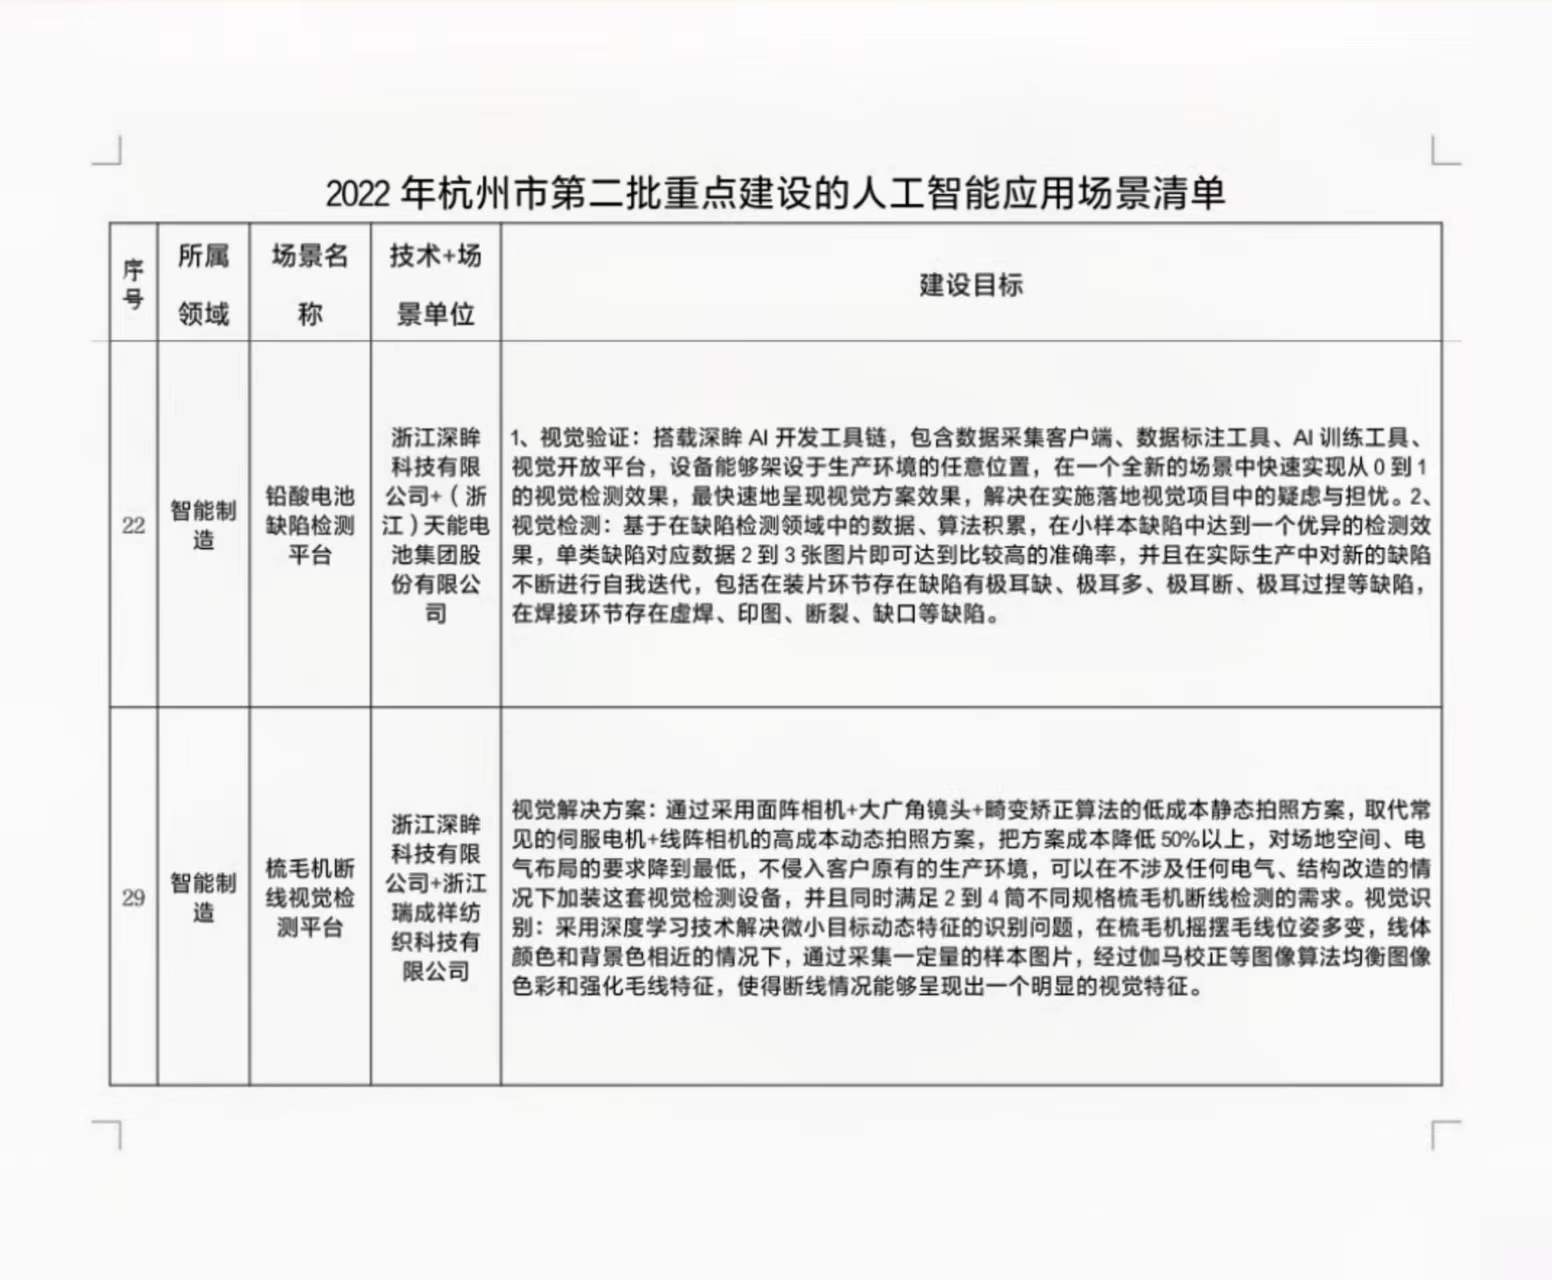 2022 年杭州市第二批重点建设的人工智能应用场景清单
序号
所属领域
场景名称
技术+场景单位
建设目标
22
智能制
造
铅酸电池
缺陷检测
平台
浙江深眸
科技有限
公司+（浙
江）天能电
池集团股
份有限公
司
1、视觉验证：搭载深眸 AI 开发工具链，包含数据采集客户端、数据标注工具、AI 训练工具、
视觉开放平台，设备能够架设于生产环境的任意位置，在一个全新的场景中快速实现从 0 到 1
的视觉检测效果，最快速地呈现视觉方案效果，解决在实施落地视觉项目中的疑虑与担忧。2、
视觉检测：基于在缺陷检测领域中的数据、算法积累，在小样本缺陷中达到一个优异的检测效
果，单类缺陷对应数据 2 到 3 张图片即可达到比较高的准确率，并且在实际生产中对新的缺陷
不断进行自我迭代，包括在装片环节存在缺陷有极耳缺、极耳多、极耳断、极耳过捏等缺陷，
在焊接环节存在虚焊、印图、断裂、缺口等缺陷。
29
智能制
造
梳毛机断
线视觉检
测平台
浙江深眸
科技有限
公司+浙江
瑞成祥纺
织科技有
限公司
视觉解决方案：通过采用面阵相机+大广角镜头+畸变矫正算法的低成本静态拍照方案，取代常
见的伺服电机+线阵相机的高成本动态拍照方案，把方案成本降低 50%以上，对场地空间、电
气布局的要求降到最低，不侵入客户原有的生产环境，可以在不涉及任何电气、结构改造的情
况下加装这套视觉检测设备，并且同时满足 2 到 4 筒不同规格梳毛机断线检测的需求。视觉识
别：采用深度学习技术解决微小目标动态特征的识别问题，在梳毛机摇摆毛线位姿多变，线体
颜色和背景色相近的情况下，通过采集一定量的样本图片，经过伽马校正等图像算法均衡图像
色彩和强化毛线特征，使得断线情况能够呈现出一个明显的视觉特征。